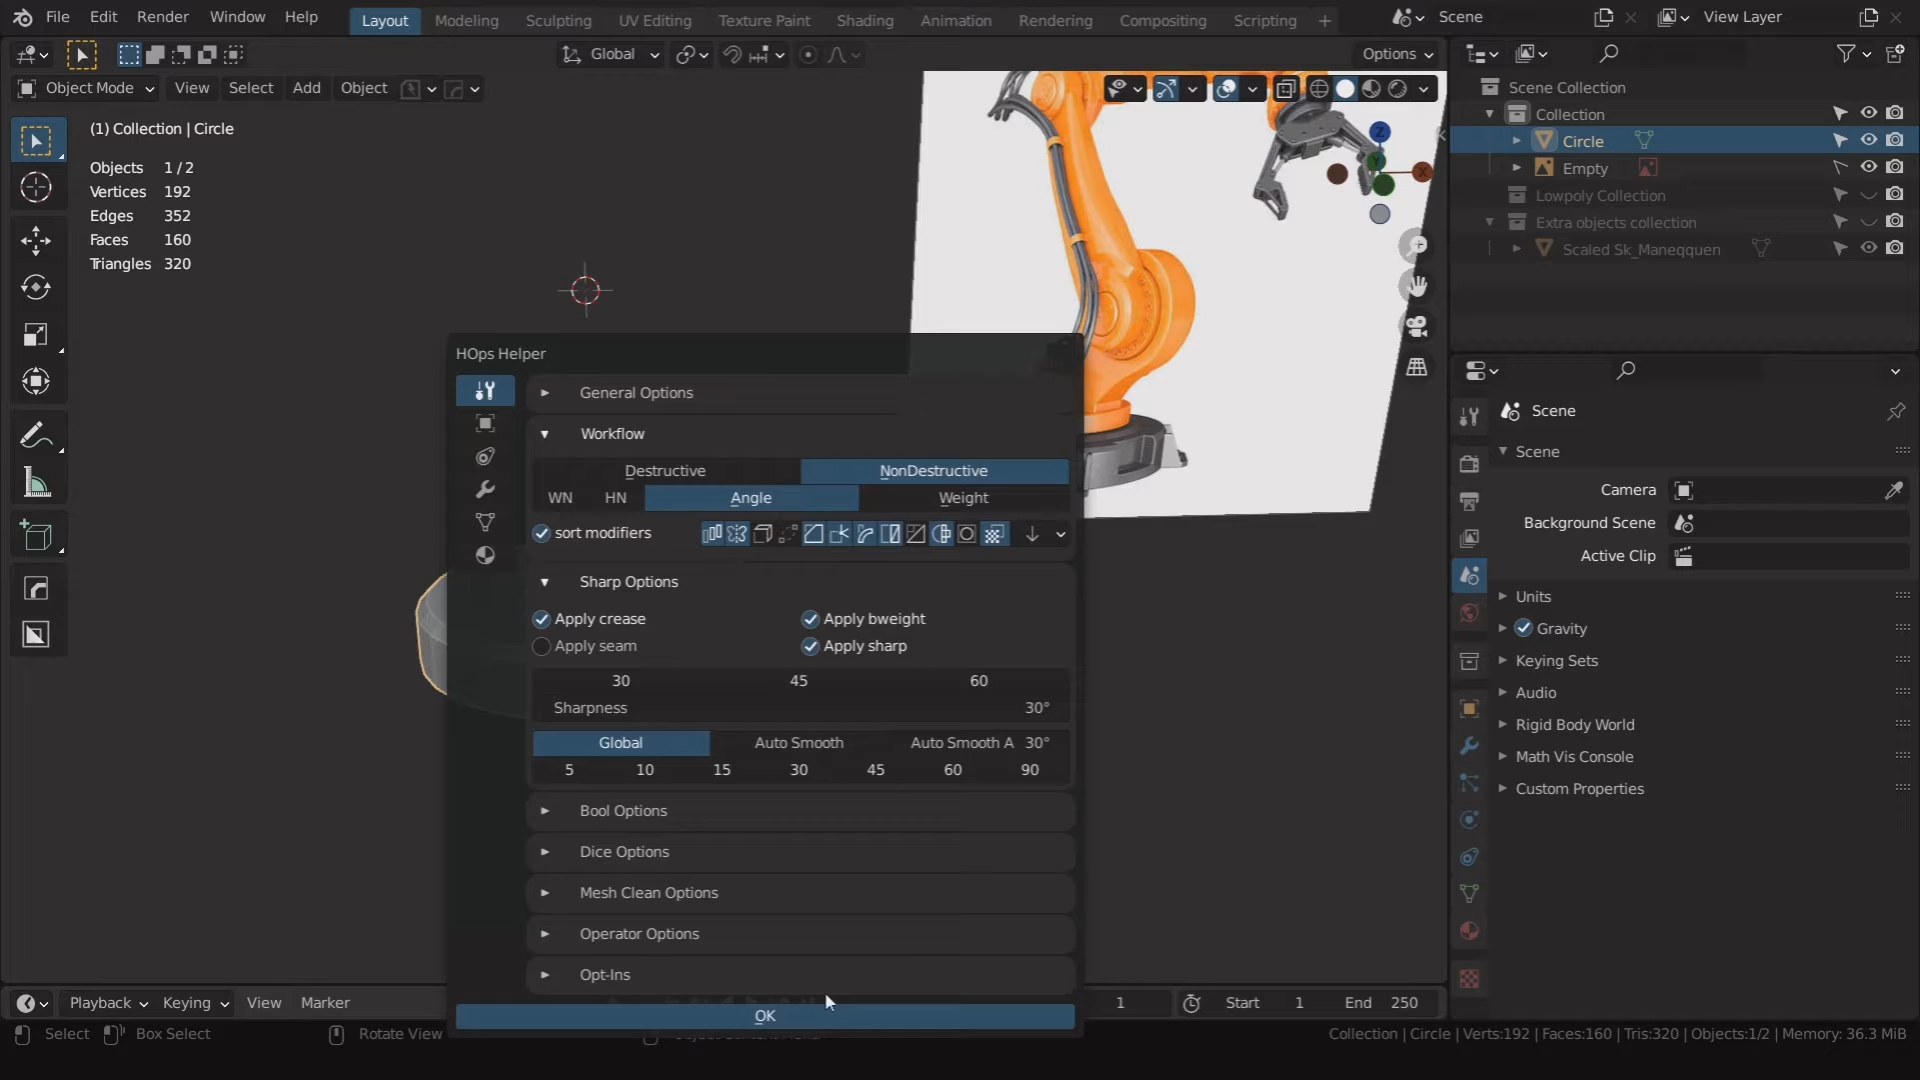 File Edit Render Window Help Layout Modeling Sculpting UV Editing Texture Paint Shading Animation Rendering Compositing Scripting + Scene View Layer
Global Options
Object Mode View Select Add Object
(1) Collection | Circle
Objects 1 / 2
Vertices 192
Edges 352
Faces 160
Triangles 320
Z
Y
X
Scene Collection
Collection
Circle
Empty
Lowpoly Collection
Extra objects collection
Scaled Sk_Maneqquen
HOps Helper
General Options
Workflow
Destructive NonDestructive
WN HN Angle Weight
sort modifiers
Sharp Options
Apply crease Apply bweight
Apply seam Apply sharp
30 45 60
Sharpness 30°
Global Auto Smooth Auto Smooth A 30°
5 10 15 30 45 60 90
Bool Options
Dice Options
Mesh Clean Options
Operator Options
Opt-Ins
OK
Scene
Scene
Camera
Background Scene
Active Clip
Units
Gravity
Keying Sets
Audio
Rigid Body World
Math Vis Console
Custom Properties
Playback Keying View Marker 1 Start 1 End 250
Select Box Select Rotate View Collection | Circle | Verts:192 | Faces:160 | Tris:320 | Objects:1/2 | Memory: 36.3 MiB